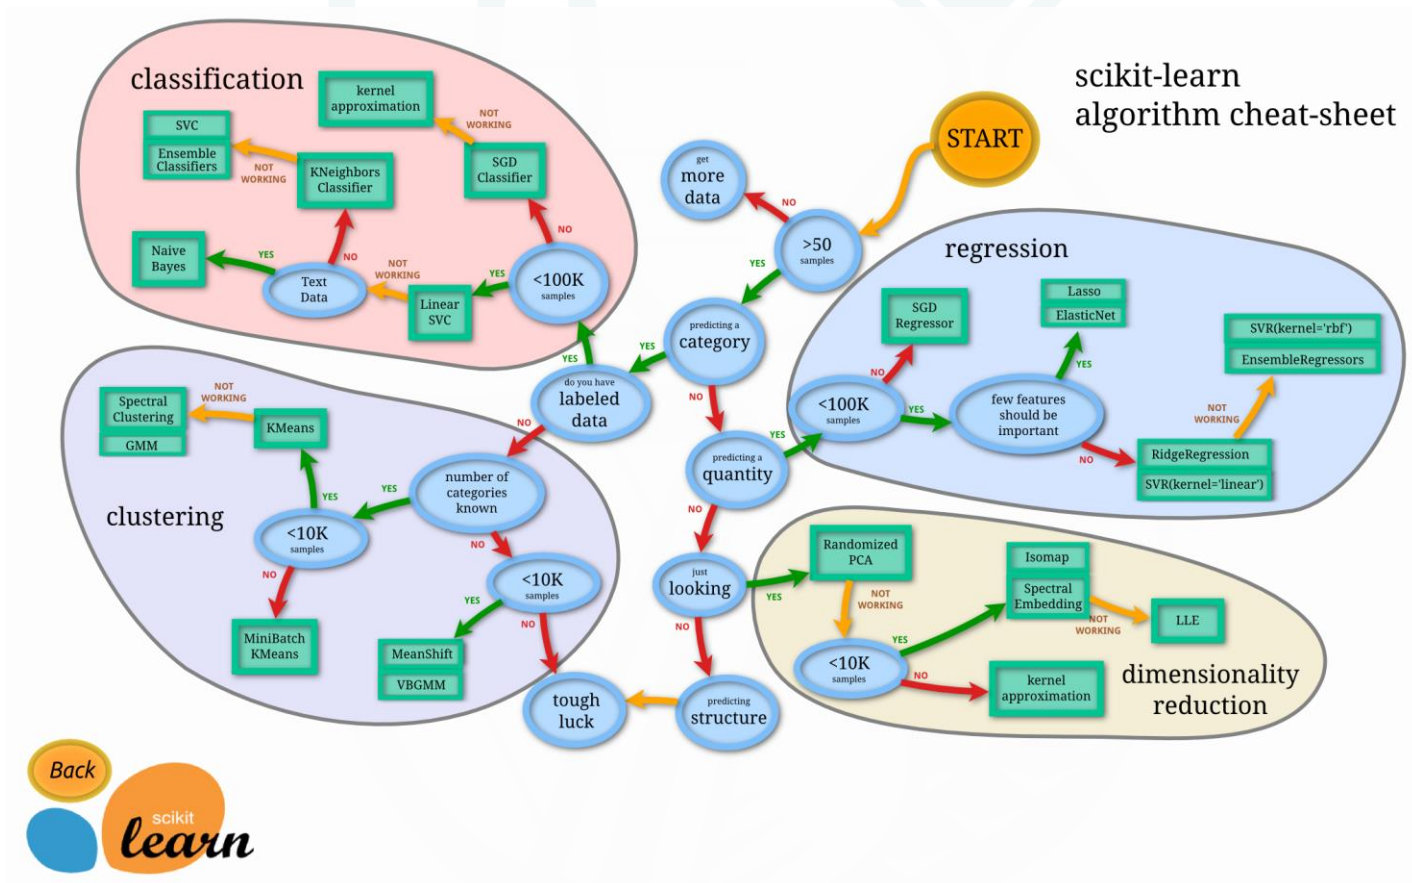 scikit-learn
algorithm cheat-sheet
START
classification
kernel
approximation
NOT
WORKING
SVC
Ensemble
Classifiers
NOT
WORKING
KNeighbors
Classifier
SGD
Classifier
NO
Naive
Bayes
YES
Text
Data
NO
NOT
WORKING
Linear
SVC
YES
<100K
samples
YES
get
more
data
NO
>50
samples
YES
predicting a
category
YES
do you have
labeled
data
NO
NO
predicting a
quantity
YES
NO
just
looking
YES
NO
predicting
structure
tough
luck
regression
SGD
Regressor
NO
<100K
samples
YES
Lasso
ElasticNet
YES
few features
should be
important
NO
SVR(kernel='rbf')
EnsembleRegressors
NOT
WORKING
RidgeRegression
SVR(kernel='linear')
clustering
Spectral
Clustering
GMM
NOT
WORKING
KMeans
YES
<10K
samples
NO
MiniBatch
KMeans
YES
number of
categories
known
NO
<10K
samples
YES
NO
MeanShift
VBGMM
Randomized
PCA
NOT
WORKING
<10K
samples
YES
NO
Isomap
Spectral
Embedding
NOT
WORKING
LLE
kernel
approximation
dimensionality
reduction
Back
scikit
learn